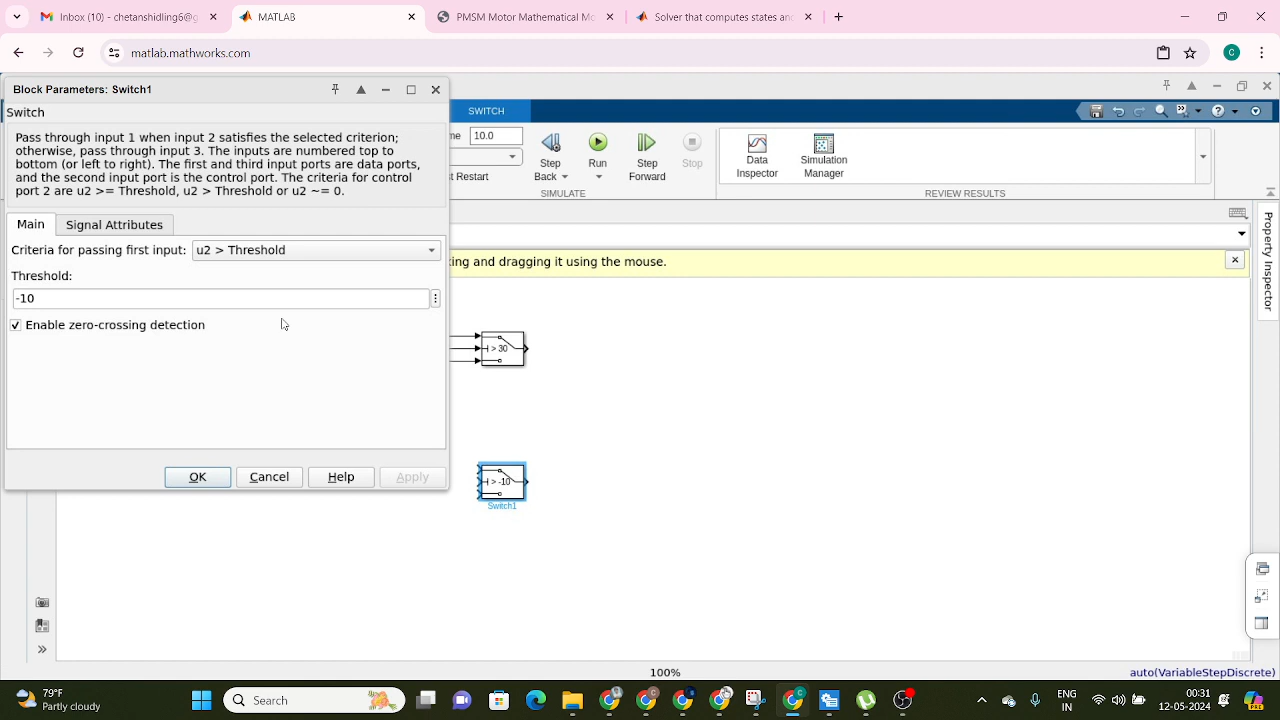 Inbox (10) - chetanshidling@g
MATLAB
PMSM Motor Mathematical Mo
Solver that computes states and
matlab.mathworks.com
C
Block Parameters: Switch1
Switch
Pass through input 1 when input 2 satisfies the selected criterion;
otherwise, pass through input 3. The inputs are numbered top to
bottom (or left to right). The first and third input ports are data ports,
and the second input port is the control port. The criteria for control
port 2 are u2 >= Threshold, u2 > Threshold or u2 ~= 0.
Main
Signal Attributes
Criteria for passing first input: u2 > Threshold
Threshold:
-10
Enable zero-crossing detection
OK
Cancel
Help
Apply
SWITCH
me 10.0
t Restart
Step
Back
Run
Step
Forward
Stop
SIMULATE
Data
Inspector
Simulation
Manager
REVIEW RESULTS
king and dragging it using the mouse.
Property Inspector
> 30
> -10
Switch1
100%
auto(VariableStepDiscrete)
79°F
Partly cloudy
Search
ENG
IN
00:31
12-05-2024